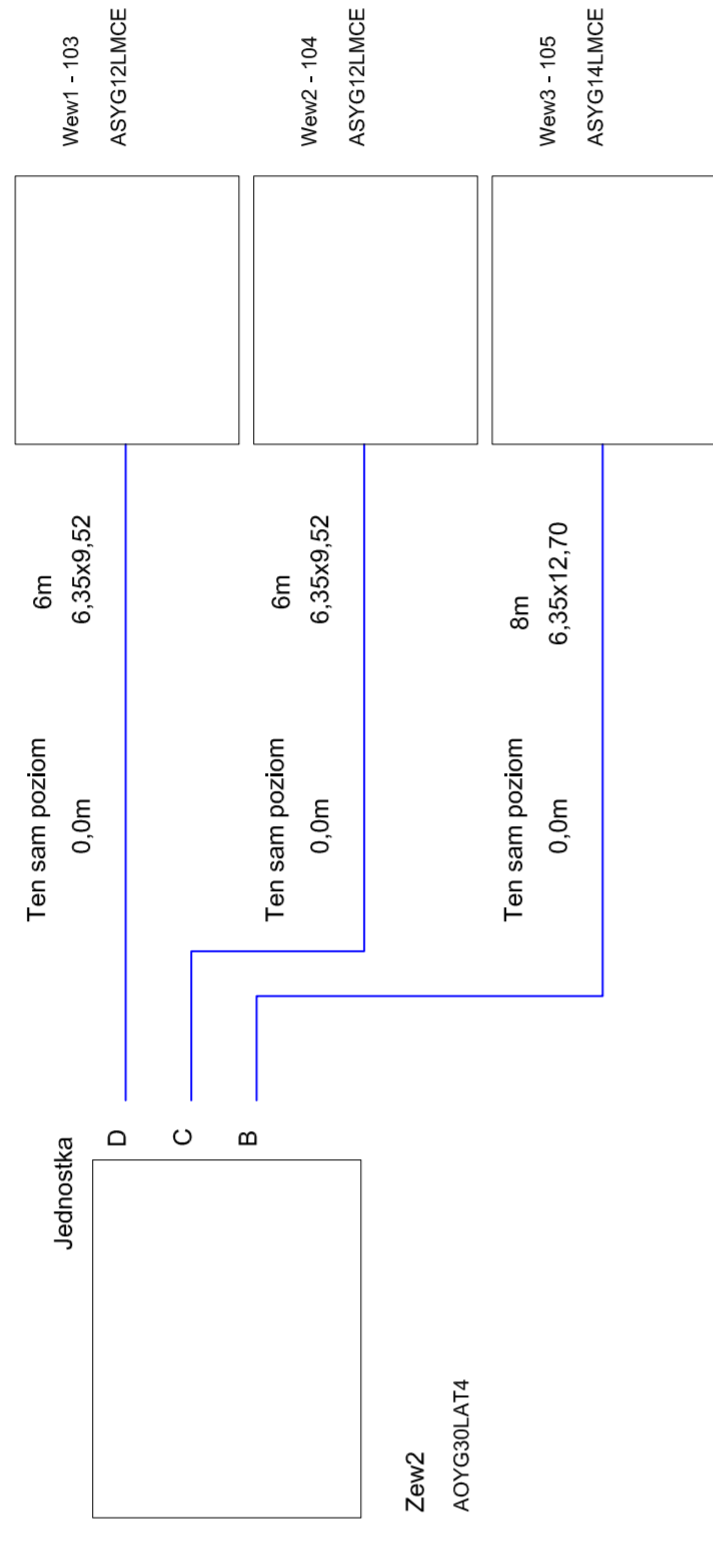 Jednostka
D
C
B
Zew2
AOYG30LAT4
Ten sam poziom
0,0m
6m
6,35x9,52
Wew1 - 103
ASYG12LMCE
Ten sam poziom
0,0m
6m
6,35x9,52
Wew2 - 104
ASYG12LMCE
Ten sam poziom
0,0m
8m
6,35x12,70
Wew3 - 105
ASYG14LMCE